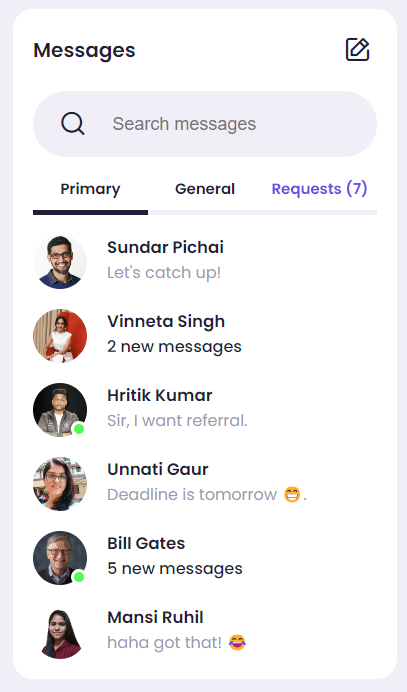 Messages
Search messages
Primary General Requests (7)
Sundar Pichai
Let's catch up!
Vinneta Singh
2 new messages
Hritik Kumar
Sir, I want referral.
Unnati Gaur
Deadline is tomorrow 😁.
Bill Gates
5 new messages
Mansi Ruhil
haha got that! 😂